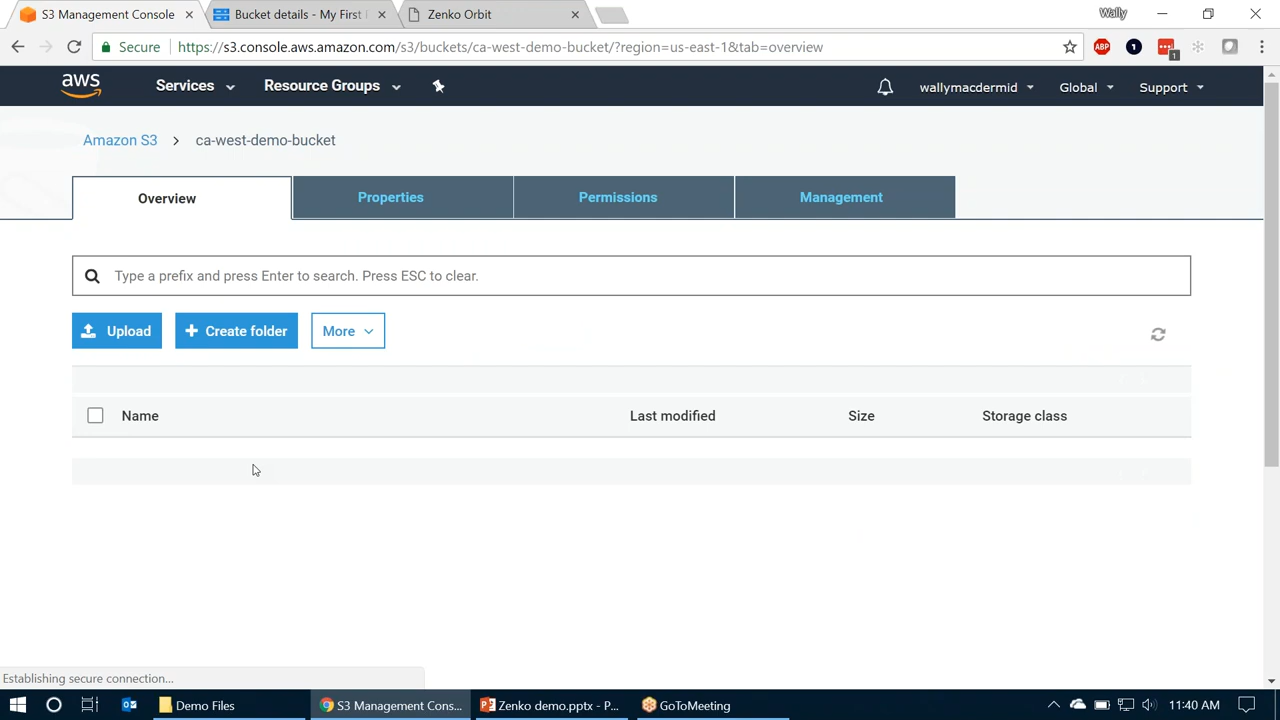 S3 Management Console
Bucket details - My First
Zenko Orbit
Wally
Secure
https://s3.console.aws.amazon.com/s3/buckets/ca-west-demo-bucket/?region=us-east-1&tab=overview
ABP
1
1
aws
Services
Resource Groups
wallymacdermid
Global
Support
Amazon S3 > ca-west-demo-bucket
Overview
Properties
Permissions
Management
Type a prefix and press Enter to search. Press ESC to clear.
Upload
+ Create folder
More
Name
Last modified
Size
Storage class
Establishing secure connection...
Demo Files
S3 Management Cons...
Zenko demo.pptx - P...
GoToMeeting
11:40 AM